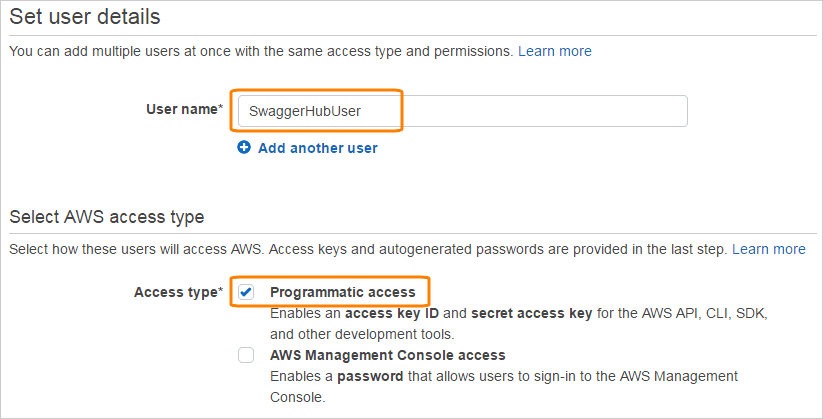 Set user details
You can add multiple users at once with the same access type and permissions. Learn more
User name* SwaggerHubUser
Add another user
Select AWS access type
Select how these users will access AWS. Access keys and autogenerated passwords are provided in the last step. Learn more
Access type* Programmatic access
Enables an access key ID and secret access key for the AWS API, CLI, SDK,
and other development tools.
AWS Management Console access
Enables a password that allows users to sign-in to the AWS Management
Console.